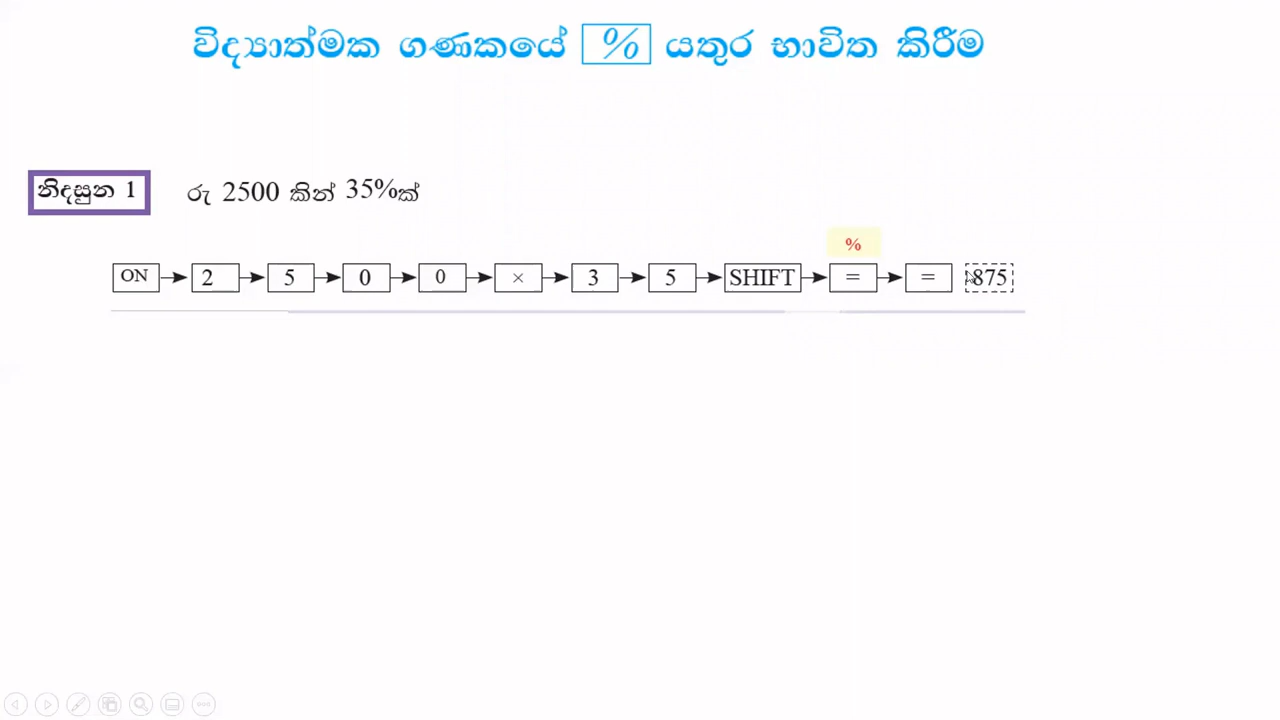 විද්‍යාත්මක ගණකයේ % යතුර භාවිත කිරීම
නිදසුන 1 රු 2500 කින් 35%ක්
%
ON 2 5 0 0 × 3 5 SHIFT = = 875